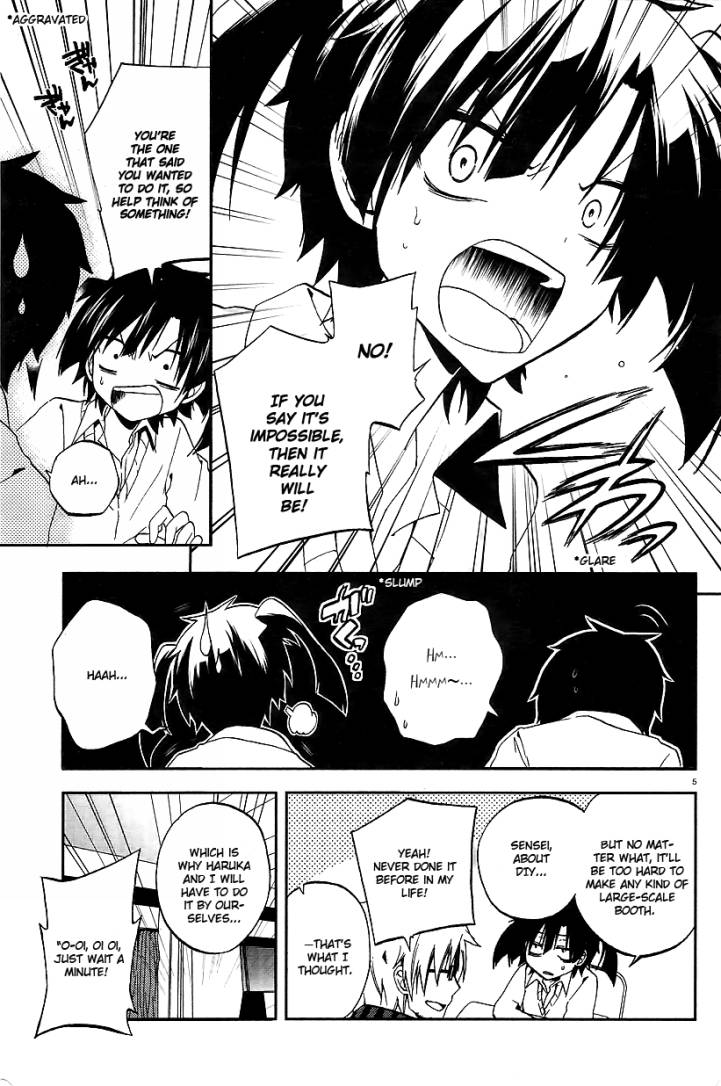 NO!
IF YOU
SAY IT'S
IMPOSSIBLE,
THEN IT
REALLY
WILL
BE!
*GLARE
*AGGRAVATED
YOU'RE
THE ONE
THAT SAID
YOU WANTED
TO DO IT, SO
HELP THINK OF
SOMETHING!
AH...
*SLUMP
HM...
HMMM~...
HAAH...
5
BUT NO MAT-
TER WHAT, IT'LL
BE TOO HARD TO
MAKE ANY KIND OF
LARGE-SCALE
BOOTH.
SENSEI,
ABOUT
DIY...
YEAH!
NEVER DONE IT
BEFORE IN MY
LIFE!
—THAT'S
WHAT I
THOUGHT.
WHICH IS
WHY HARUKA
AND I WILL
HAVE TO DO
IT BY OUR-
SELVES...
"O-OI, OI OI,
JUST WAIT A
MINUTE!